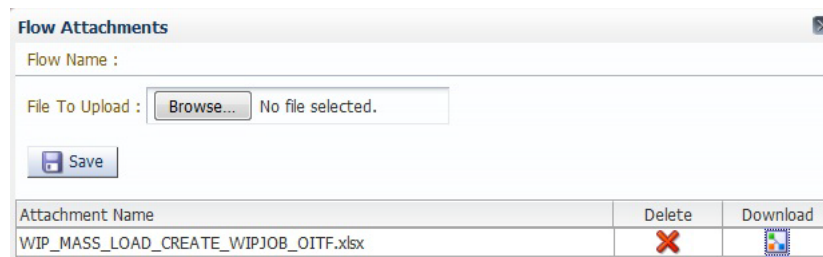 Flow Attachments
Flow Name :
File To Upload : Browse... No file selected.
Save
Attachment Name Delete Download
WIP_MASS_LOAD_CREATE_WIPJOB_OITF.xlsx